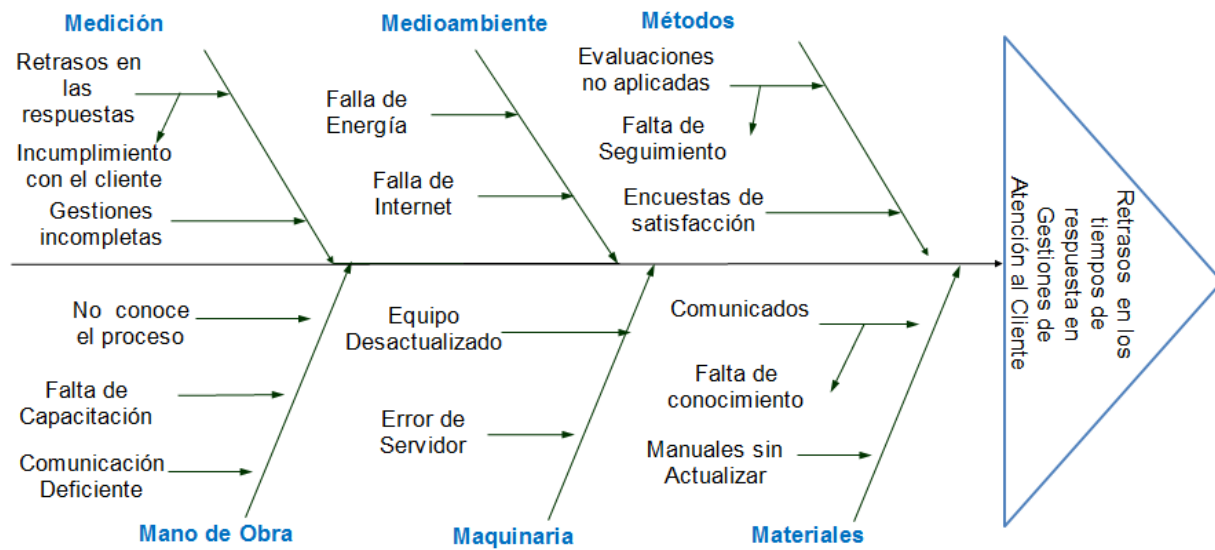 Medición
Retrasos en
las
respuestas
Incumplimiento
con el cliente
Gestiones
incompletas
Medioambiente
Falla de
Energía
Falla de
Internet
Métodos
Evaluaciones
no aplicadas
Falta de
Seguimiento
Encuestas de
satisfacción
No conoce
el proceso
Falta de
Capacitación
Comunicación
Deficiente
Mano de Obra
Equipo
Desactualizado
Error de
Servidor
Maquinaria
Comunicados
Falta de
conocimiento
Manuales sin
Actualizar
Materiales
Retrasos en los
tiempos de
respuesta en
Gestiones de
Atención al Cliente